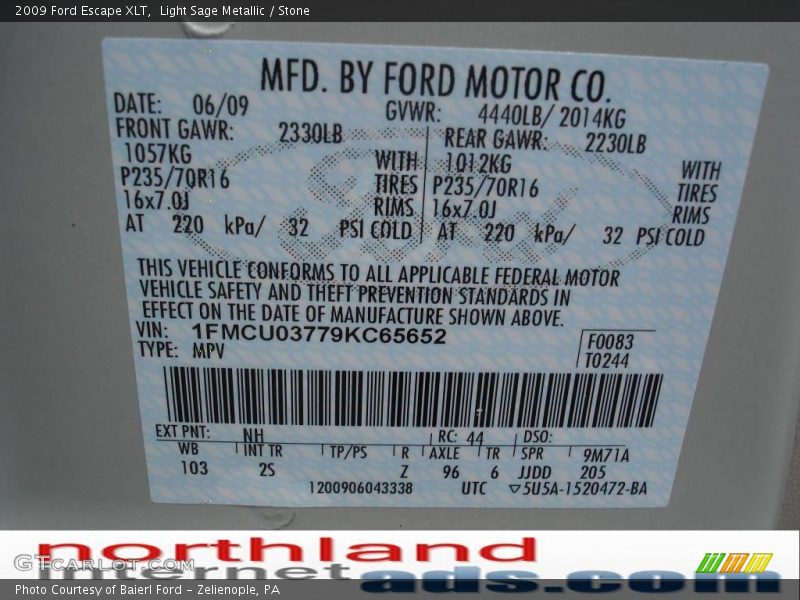 2009 Ford Escape XLT,  Light Sage Metallic / Stone
MFD. BY FORD MOTOR CO.
DATE: 06/09 GVWR: 4440LB/ 2014KG
FRONT GAWR: 2330LB REAR GAWR: 2230LB
1057KG WITH 1012KG WITH
P235/70R16 TIRES P235/70R16 TIRES
16x7.0J RIMS 16x7.0J RIMS
AT 220 kPa/ 32 PSI COLD AT 220 kPa/ 32 PSI COLD
THIS VEHICLE CONFORMS TO ALL APPLICABLE FEDERAL MOTOR
VEHICLE SAFETY AND THEFT PREVENTION STANDARDS IN
EFFECT ON THE DATE OF MANUFACTURE SHOWN ABOVE.
VIN: 1FMCU03779KC65652 F0083
TYPE: MPV T0244
EXT PNT: NH RC: 44 DSO:
WB INT TR TP/PS R AXLE TR SPR 9M71A
103 2S Z 96 6 JJDD 205
1200906043338 UTC 5U5A-1520472-BA
northland
GTCarLot.com
internet ads.com
Photo Courtesy of Baierl Ford – Zelienople, PA